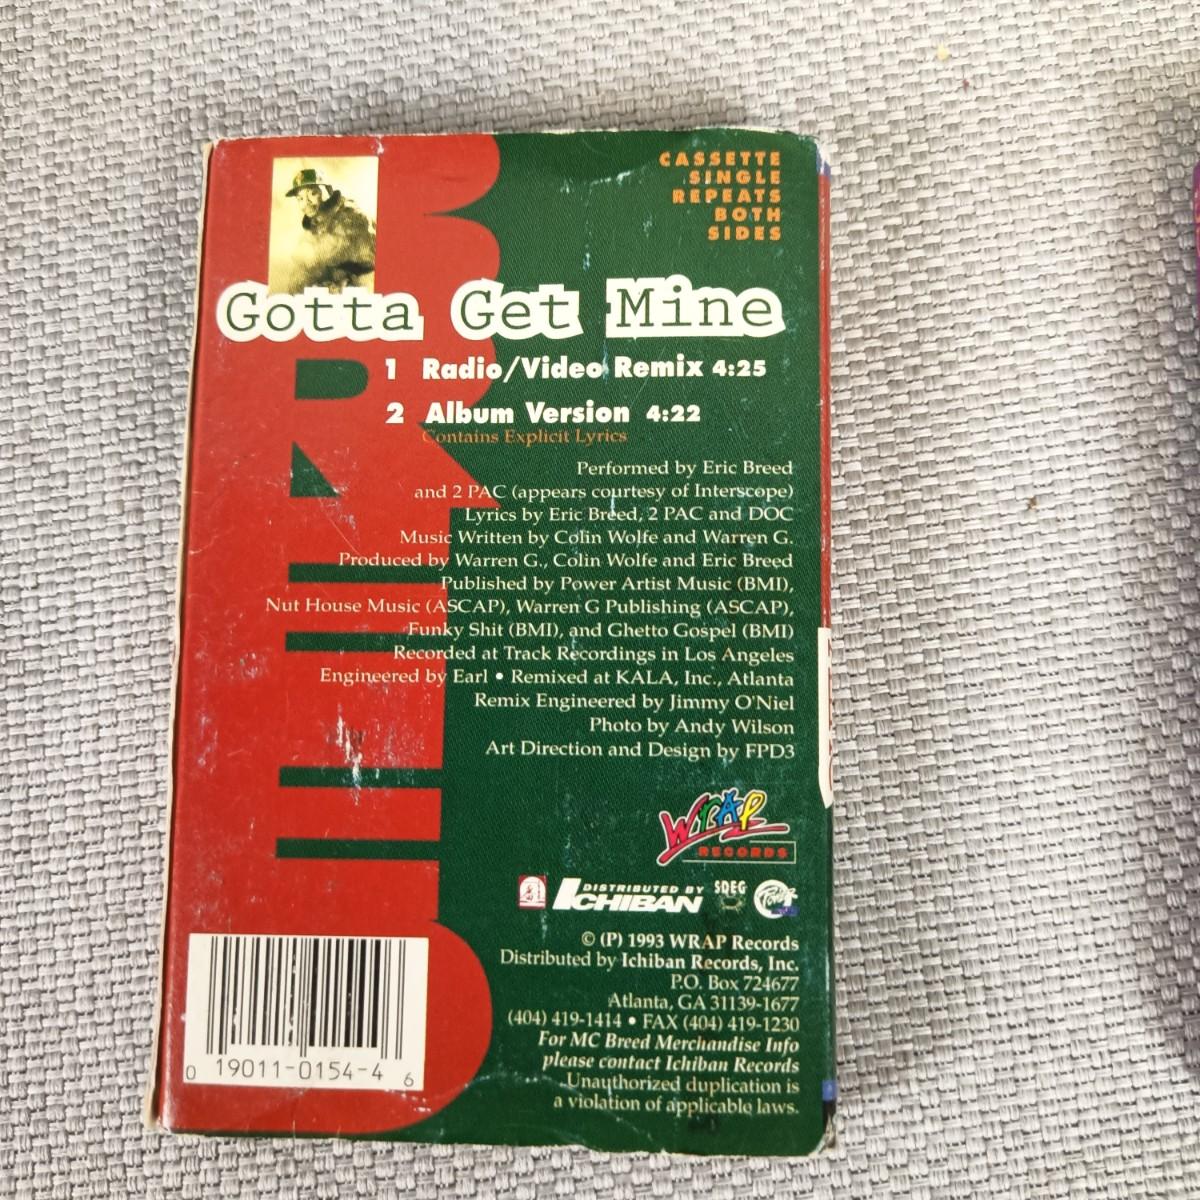 CASSETTE
SINGLE
REPEATS
BOTH
SIDES
BREED
Gotta Get Mine
1 Radio/Video Remix 4:25
2 Album Version 4:22
Contains Explicit Lyrics
Performed by Eric Breed
and 2 PAC (appears courtesy of Interscope)
Lyrics by Eric Breed, 2 PAC and DOC
Music Written by Colin Wolfe and Warren G.
Produced by Warren G., Colin Wolfe and Eric Breed
Published by Power Artist Music (BMI),
Nut House Music (ASCAP), Warren G Publishing (ASCAP),
Funky Shit (BMI), and Ghetto Gospel (BMI)
Recorded at Track Recordings in Los Angeles
Engineered by Earl • Remixed at KALA, Inc., Atlanta
Remix Engineered by Jimmy O'Niel
Photo by Andy Wilson
Art Direction and Design by FPD3
WRAP
RECORDS
DISTRIBUTED BY
ICHIBAN
SDEG
Power
© (P) 1993 WRAP Records
Distributed by Ichiban Records, Inc.
P.O. Box 724677
Atlanta, GA 31139-1677
(404) 419-1414 • FAX (404) 419-1230
For MC Breed Merchandise Info
please contact Ichiban Records
Unauthorized duplication is
a violation of applicable laws.
0 19011-0154-4 6